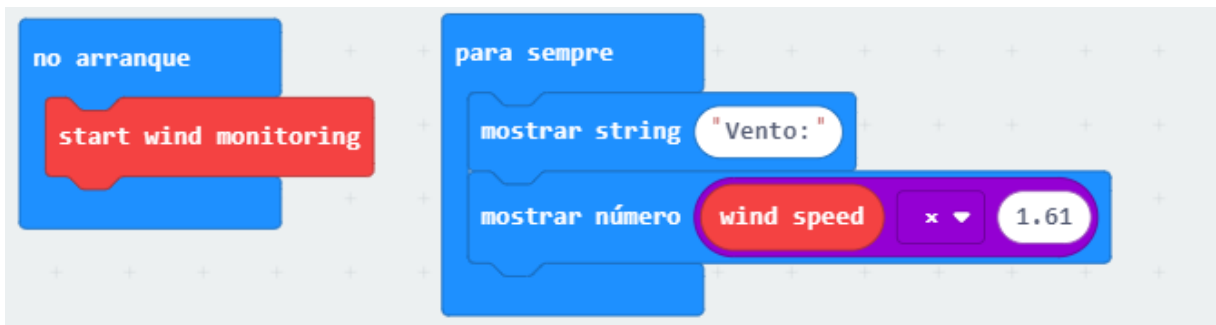 no arranque
start wind monitoring
para sempre
mostrar string "Vento:"
mostrar número wind speed x 1.61